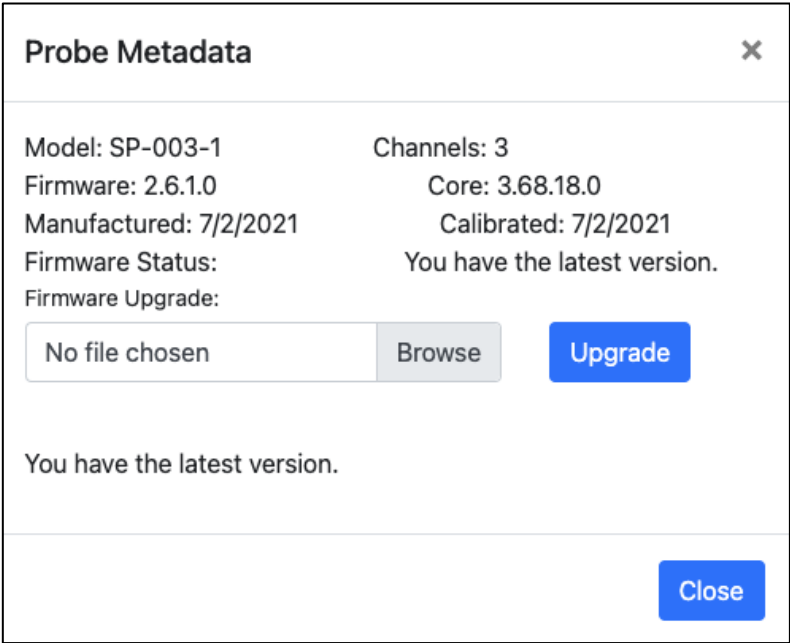 Probe Metadata ×
Model: SP-003-1 Channels: 3
Firmware: 2.6.1.0 Core: 3.68.18.0
Manufactured: 7/2/2021 Calibrated: 7/2/2021
Firmware Status: You have the latest version.
Firmware Upgrade:
No file chosen Browse Upgrade
You have the latest version.
Close